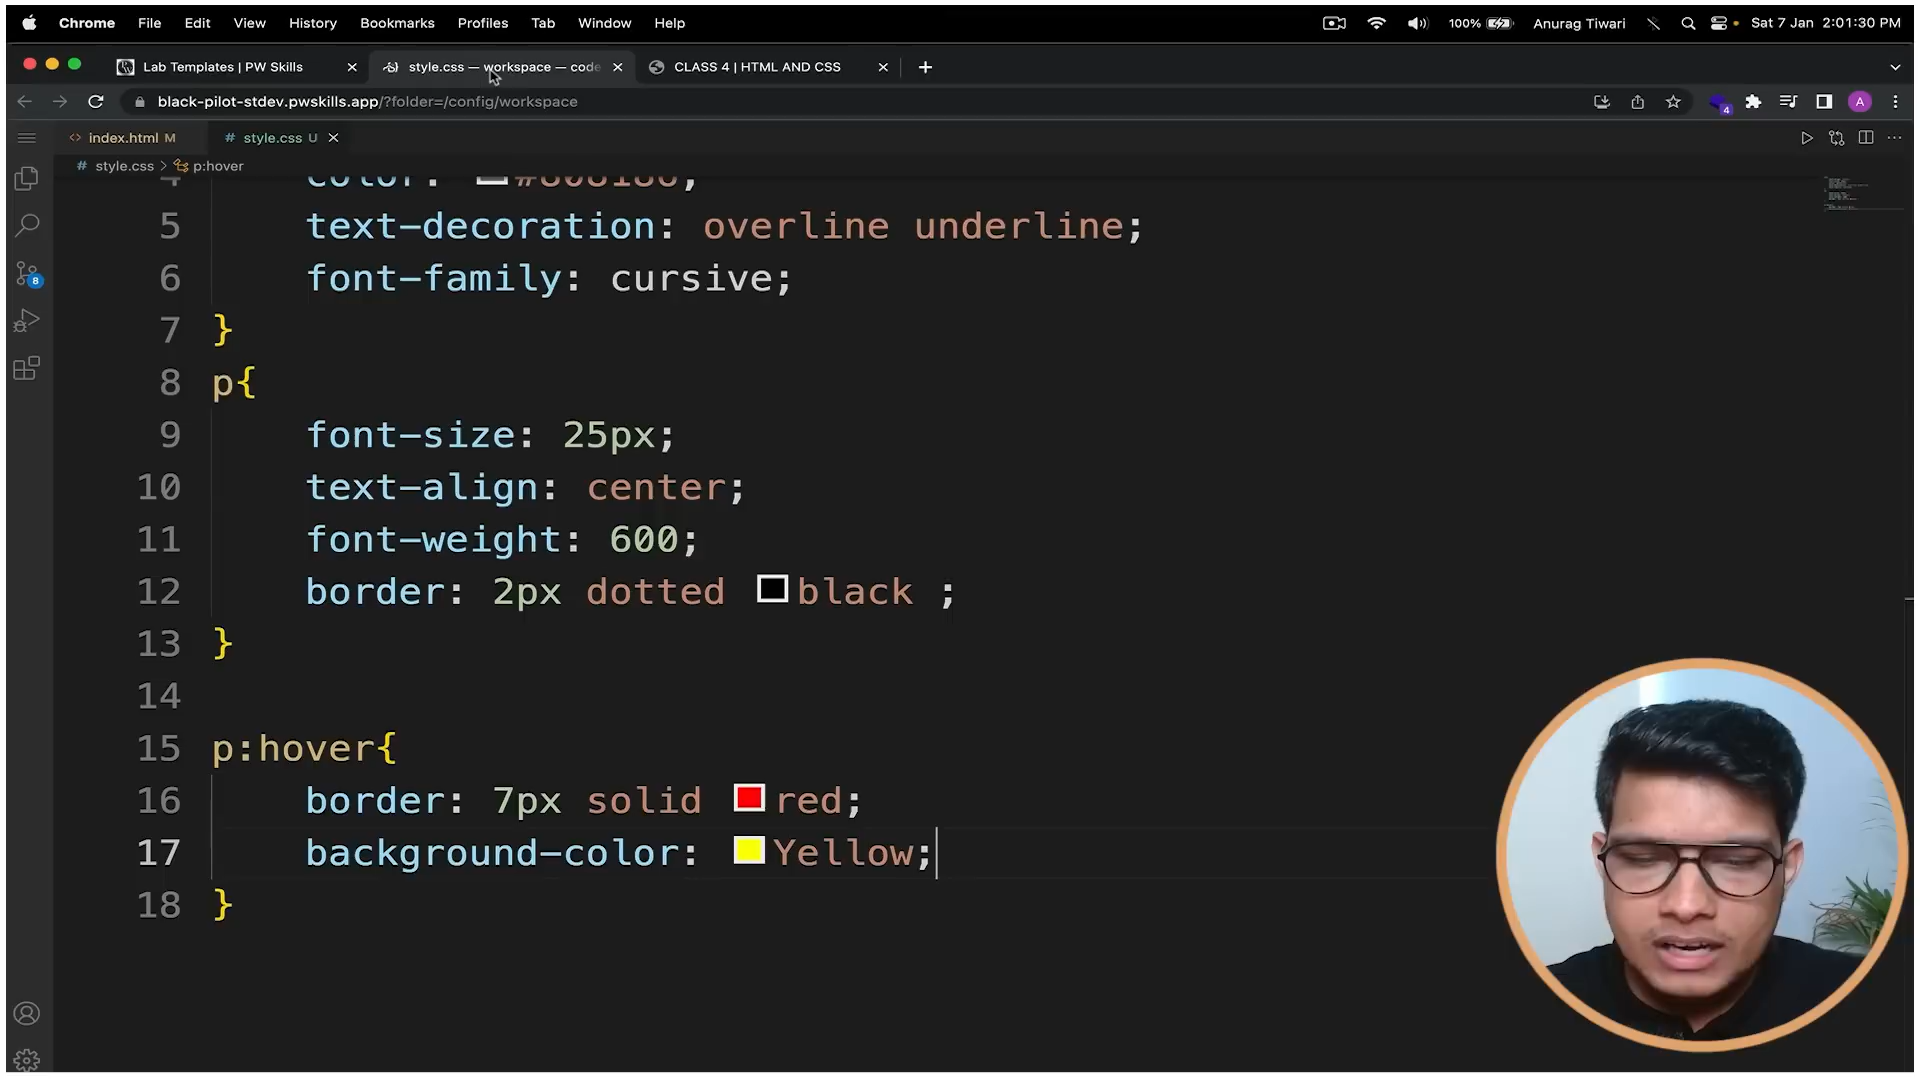 Chrome File Edit View History Bookmarks Profiles Tab Window Help 100% Anurag Tiwari Sat 7 Jan 2:01:30 PM
Lab Templates | PW Skills style.css — workspace — code CLASS 4 | HTML AND CSS
black-pilot-stdev.pwskills.app/?folder=/config/workspace 4 A
index.html M # style.css U
# style.css > p:hover
4 color:
5 text-decoration: overline underline;
8
6 font-family: cursive;
7 }
8 p{
9 font-size: 25px;
10 text-align: center;
11 font-weight: 600;
12 border: 2px dotted black ;
13 }
14
15 p:hover{
16 border: 7px solid red;
17 background-color: Yellow;
18 }